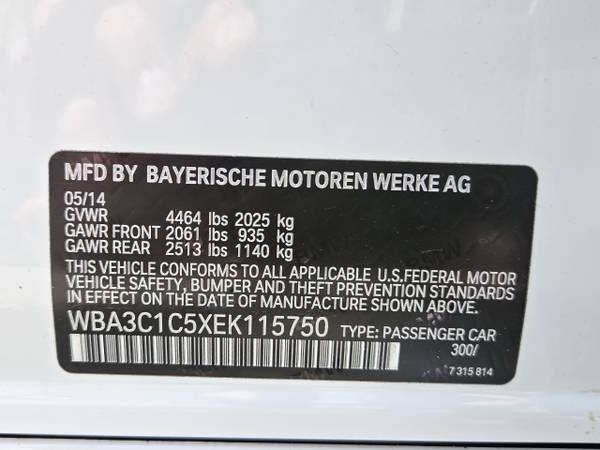 MFD BY BAYERISCHE MOTOREN WERKE AG
05/14
GVWR 4464 lbs 2025 kg
GAWR FRONT 2061 lbs 935 kg
GAWR REAR 2513 lbs 1140 kg
THIS VEHICLE CONFORMS TO ALL APPLICABLE U.S.FEDERAL MOTOR
VEHICLE SAFETY, BUMPER AND THEFT PREVENTION STANDARDS
IN EFFECT ON THE DATE OF MANUFACTURE SHOWN ABOVE.
WBA3C1C5XEK115750 TYPE: PASSENGER CAR
300/
7 315 814